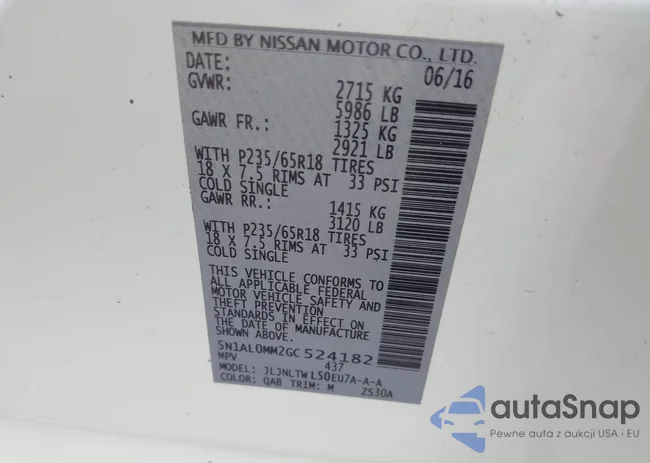 MFD BY NISSAN MOTOR CO., LTD.
DATE: 06/16
GVWR: 2715 KG
5986 LB
GAWR FR.: 1325 KG
2921 LB
WITH P235/65R18 TIRES
18 X 7.5 RIMS AT 33 PSI
COLD SINGLE
GAWR RR.: 1415 KG
3120 LB
WITH P235/65R18 TIRES
18 X 7.5 RIMS AT 33 PSI
COLD SINGLE
THIS VEHICLE CONFORMS TO
ALL APPLICABLE FEDERAL
MOTOR VEHICLE SAFETY AND
THEFT PREVENTION
STANDARDS IN EFFECT ON
THE DATE OF MANUFACTURE
SHOWN ABOVE.
5N1AL0MM2GC524182
MPV 437
MODEL: JLJNLTWL50EU7A-A-A
COLOR: QAB TRIM: M 2S30A
autaSnap
Pewne auta z aukcji USA i EU